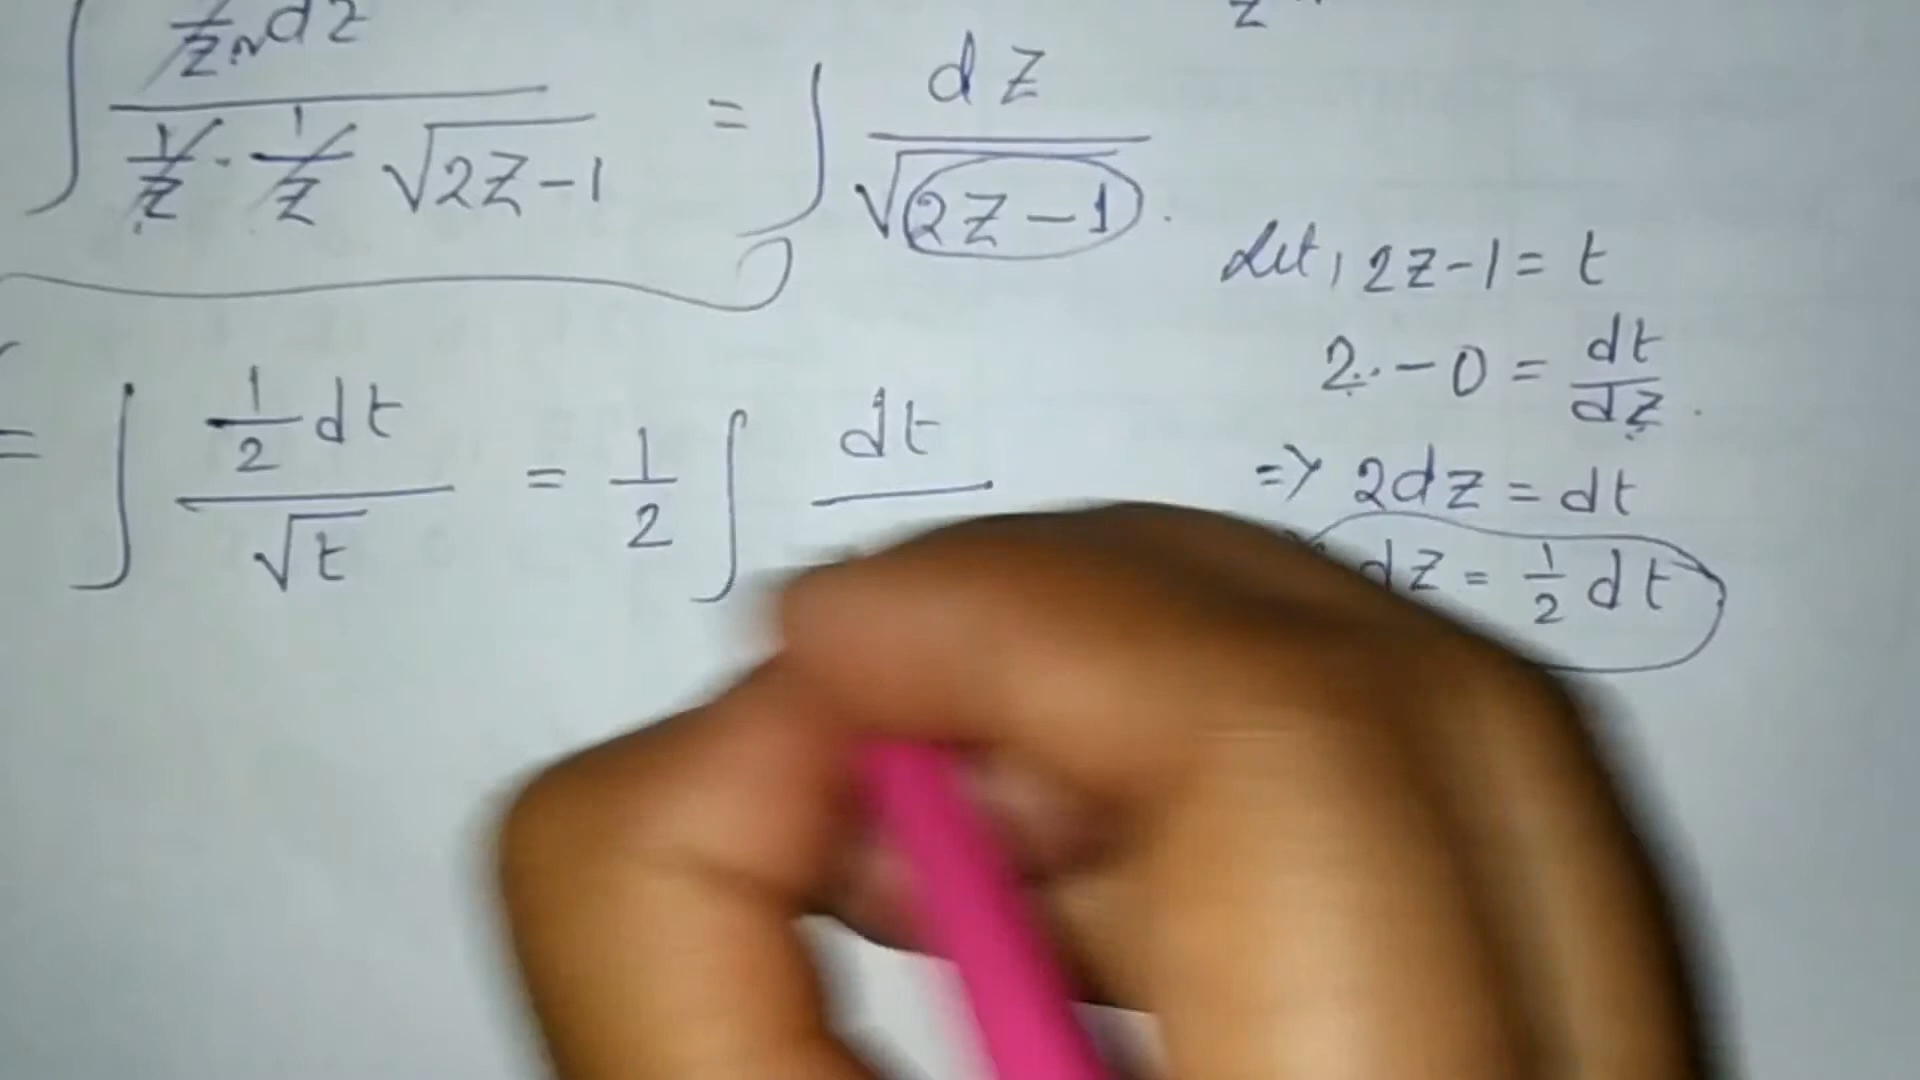 ∫ dz / (1/z · 1/z √2z-1) = ∫ dz / √2z-1
Let, 2z-1 = t
2 - 0 = dt/dz
= ∫ 1/2 dt / √t = 1/2 ∫ dt
=> 2dz = dt
dz = 1/2 dt